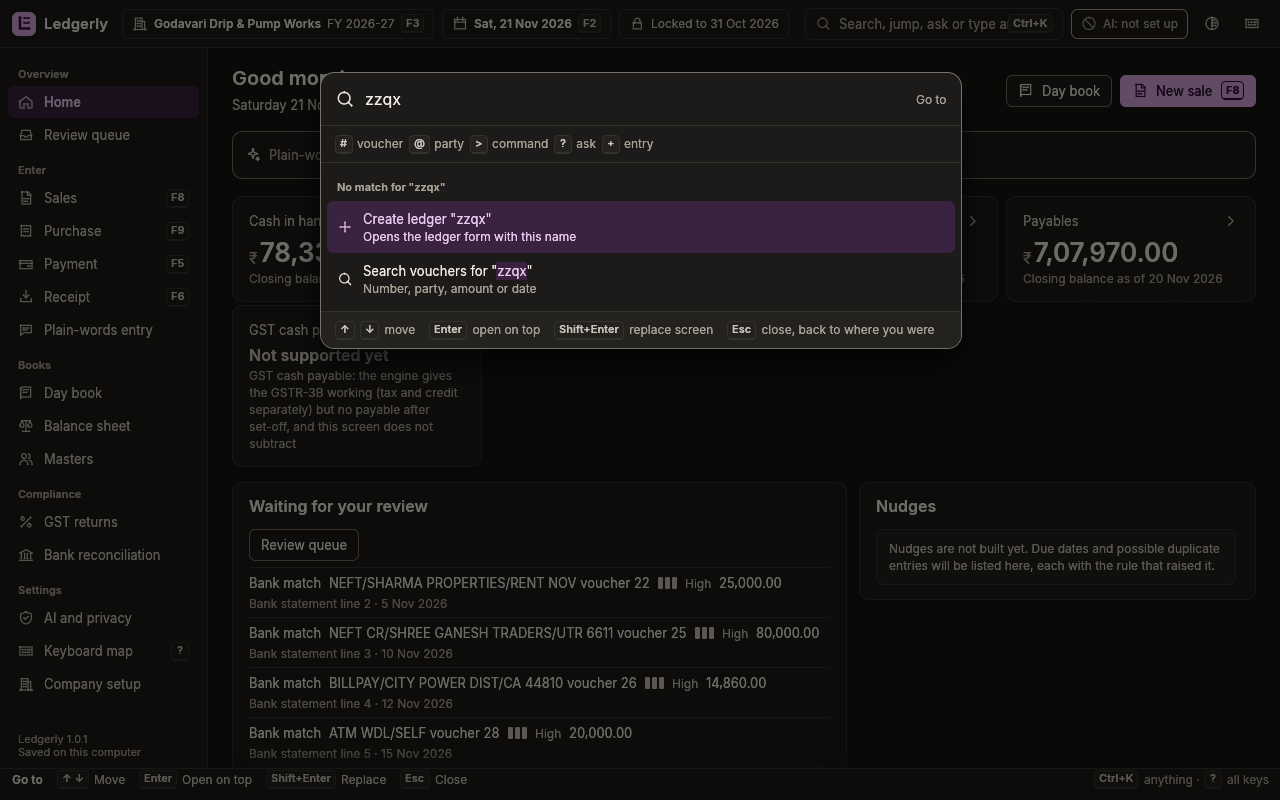 Ledgerly
Godavari Drip & Pump Works FY 2026-27 F3
Sat, 21 Nov 2026 F2
Locked to 31 Oct 2026
Search, jump, ask or type a Ctrl+K
AI: not set up
Overview
Home
Review queue
Enter
Sales F8
Purchase F9
Payment F5
Receipt F6
Plain-words entry
Books
Day book
Balance sheet
Masters
Compliance
GST returns
Bank reconciliation
Settings
AI and privacy
Keyboard map ?
Company setup
Ledgerly 1.0.1
Saved on this computer
Saturday 21
Day book
New sale F8
zzqx
Go to
# voucher @ party > command ? ask + entry
No match for "zzqx"
Create ledger "zzqx"
Opens the ledger form with this name
Search vouchers for "zzqx"
Number, party, amount or date
↑ ↓ move Enter open on top Shift+Enter replace screen Esc close, back to where you were
Cash in
Payables
₹7,07,970.00
Closing balance as of 20 Nov 2026
GST cash
Not supported yet
GST cash payable: the engine gives
the GSTR-3B working (tax and credit
separately) but no payable after
set-off, and this screen does not
subtract
Waiting for your review
Review queue
Bank match NEFT/SHARMA PROPERTIES/RENT NOV voucher 22 High 25,000.00
Bank statement line 2 · 5 Nov 2026
Bank match NEFT CR/SHREE GANESH TRADERS/UTR 6611 voucher 25 High 80,000.00
Bank statement line 3 · 10 Nov 2026
Bank match BILLPAY/CITY POWER DIST/CA 44810 voucher 26 High 14,860.00
Bank statement line 4 · 12 Nov 2026
Bank match ATM WDL/SELF voucher 28 High 20,000.00
Bank statement line 5 · 15 Nov 2026
Nudges
Nudges are not built yet. Due dates and possible duplicate
entries will be listed here, each with the rule that raised it.
Go to ↑ ↓ Move Enter Open on top Shift+Enter Replace Esc Close
Ctrl+K anything · ? all keys